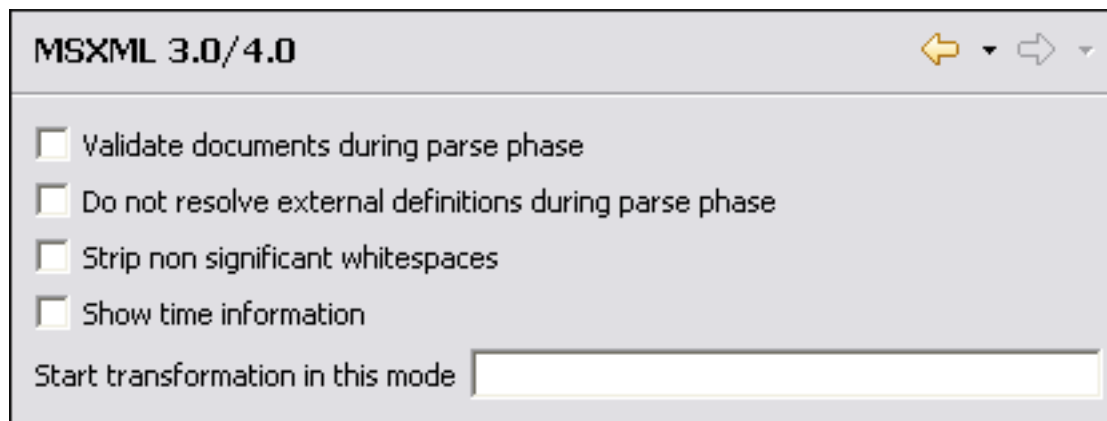 MSXML 3.0/4.0
Validate documents during parse phase
Do not resolve external definitions during parse phase
Strip non significant whitespaces
Show time information
Start transformation in this mode